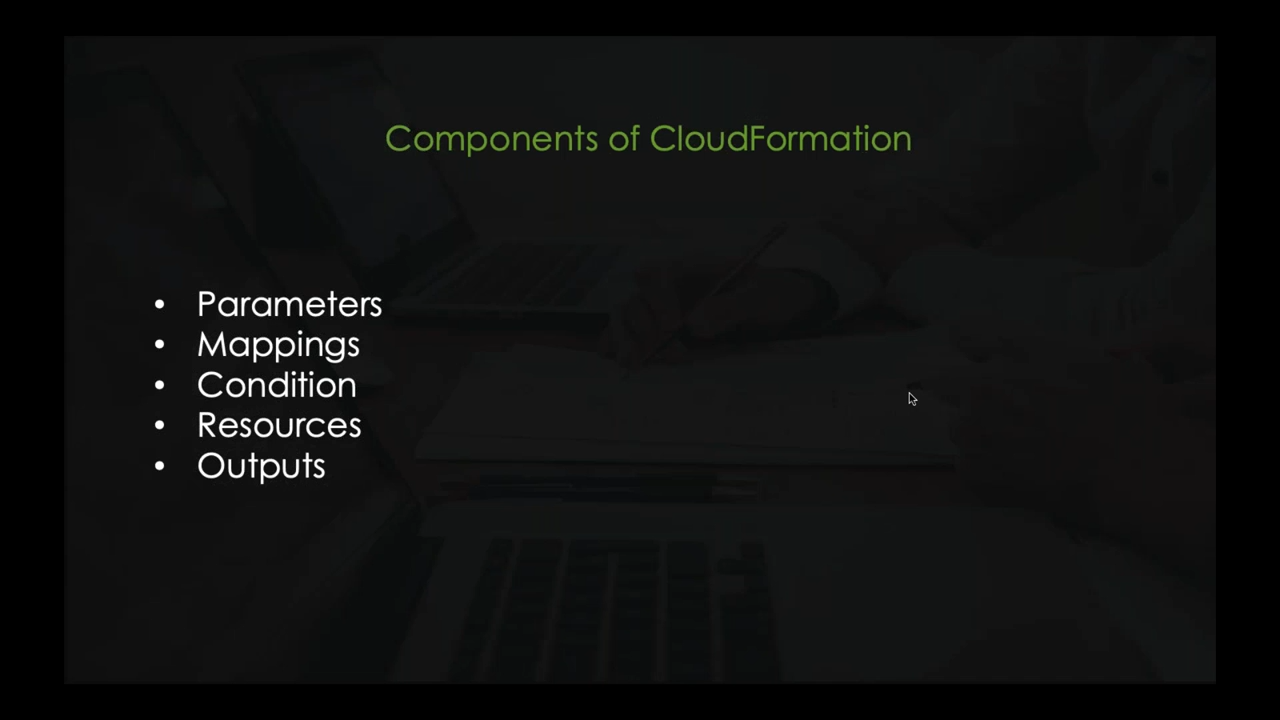 Components of CloudFormation
• Parameters
• Mappings
• Condition
• Resources
• Outputs